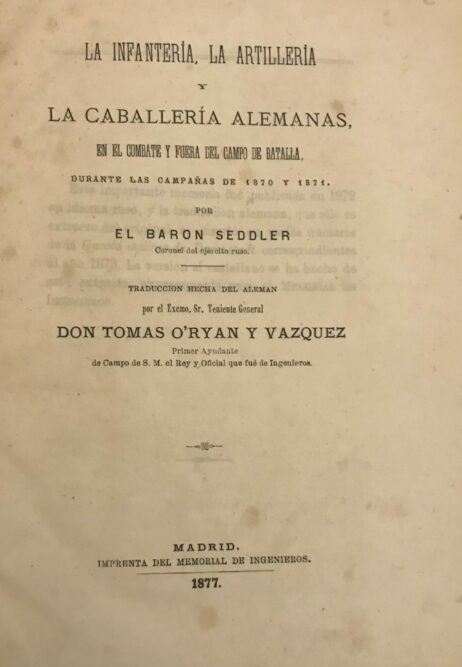 LA INFANTERÍA, LA ARTILLERÍA
Y
LA CABALLERÍA ALEMANAS,
EN EL COMBATE Y FUERA DEL CAMPO DE BATALLA,
DURANTE LAS CAMPAÑAS DE 1870 Y 1871.
POR
EL BARON SEDDLER
Coronel del ejército ruso.
TRADUCCION HECHA DEL ALEMAN
por el Excmo. Sr. Teniente General
DON TOMAS O'RYAN Y VAZQUEZ
Primer Ayudante
de Campo de S. M. el Rey y Oficial que fué de Ingenieros.
MADRID.
IMPRENTA DEL MEMORIAL DE INGENIEROS.
1877.